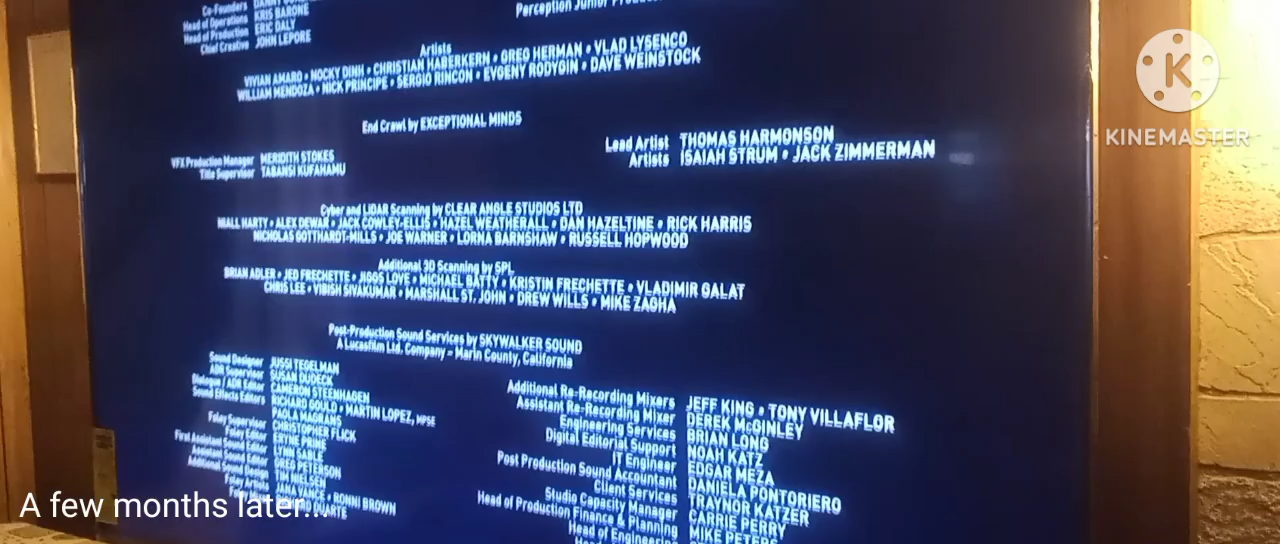 Co-Founders DANNY
Head of Operations KRIS BARONE
Head of Production ERIC DALY
Chief Creative JOHN LEPORE
Perception Junior
Artists
VIVIAN AMARO • NOCKY DINH • CHRISTIAN HABERKERN • GREG HERMAN • VLAD LYSENCO
WILLIAM MENDOZA • NICK PRINCIPE • SERGIO RINCON • EVGENY RODYGIN • DAVE WEINSTOCK
K
KINEMASTER
End Crawl by EXCEPTIONAL MINDS
VFX Production Manager MERIDITH STOKES
Title Supervisor TABANSI KUFAHAMU
Lead Artist THOMAS HARMONSON
Artists ISAIAH STRUM • JACK ZIMMERMAN
Cyber and LIDAR Scanning by CLEAR ANGLE STUDIOS LTD
NIALL HARTY • ALEX DEWAR • JACK COWLEY-ELLIS • HAZEL WEATHERALL • DAN HAZELTINE • RICK HARRIS
NICHOLAS GOTTHARDT-MILLS • JOE WARNER • LORNA BARNSHAW • RUSSELL HOPWOOD
Additional 3D Scanning by SPL
BRIAN ADLER • JED FRECHETTE • JIGGS LOVE • MICHAEL BATTY • KRISTIN FRECHETTE • VLADIMIR GALAT
CHRIS LEE • VIBISH SIVAKUMAR • MARSHALL ST. JOHN • DREW WILLS • MIKE ZAGHA
Post-Production Sound Services by SKYWALKER SOUND
A Lucasfilm Ltd. Company – Marin County, California
Sound Designer JUSSI TEGELMAN
ADR Supervisor SUSAN DUDECK
Dialogue / ADR Editor CAMERON STEENHAGEN
Sound Effects Editors RICHARD GOULD • MARTIN LOPEZ, MPSE
PAOLA MAGRANS
Foley Supervisor CHRISTOPHER FLICK
Foley Editor ERYNE PRINE
First Assistant Sound Editor LYNN SABLE
Assistant Sound Editor GREG PETERSON
Additional Sound Design TIM NIELSEN
Foley Artists JANA VANCE • RONNI BROWN
Additional Re-Recording Mixers JEFF KING • TONY VILLAFLOR
Assistant Re-Recording Mixer DEREK McGINLEY
Engineering Services BRIAN LONG
Digital Editorial Support NOAH KATZ
IT Engineer EDGAR MEZA
Post Production Sound Accountant DANIELA PONTORIERO
Client Services TRAYNOR KATZER
Studio Capacity Manager CARRIE PERRY
Head of Production Finance & Planning MIKE PETERS
Head of Engineering
A few months later...